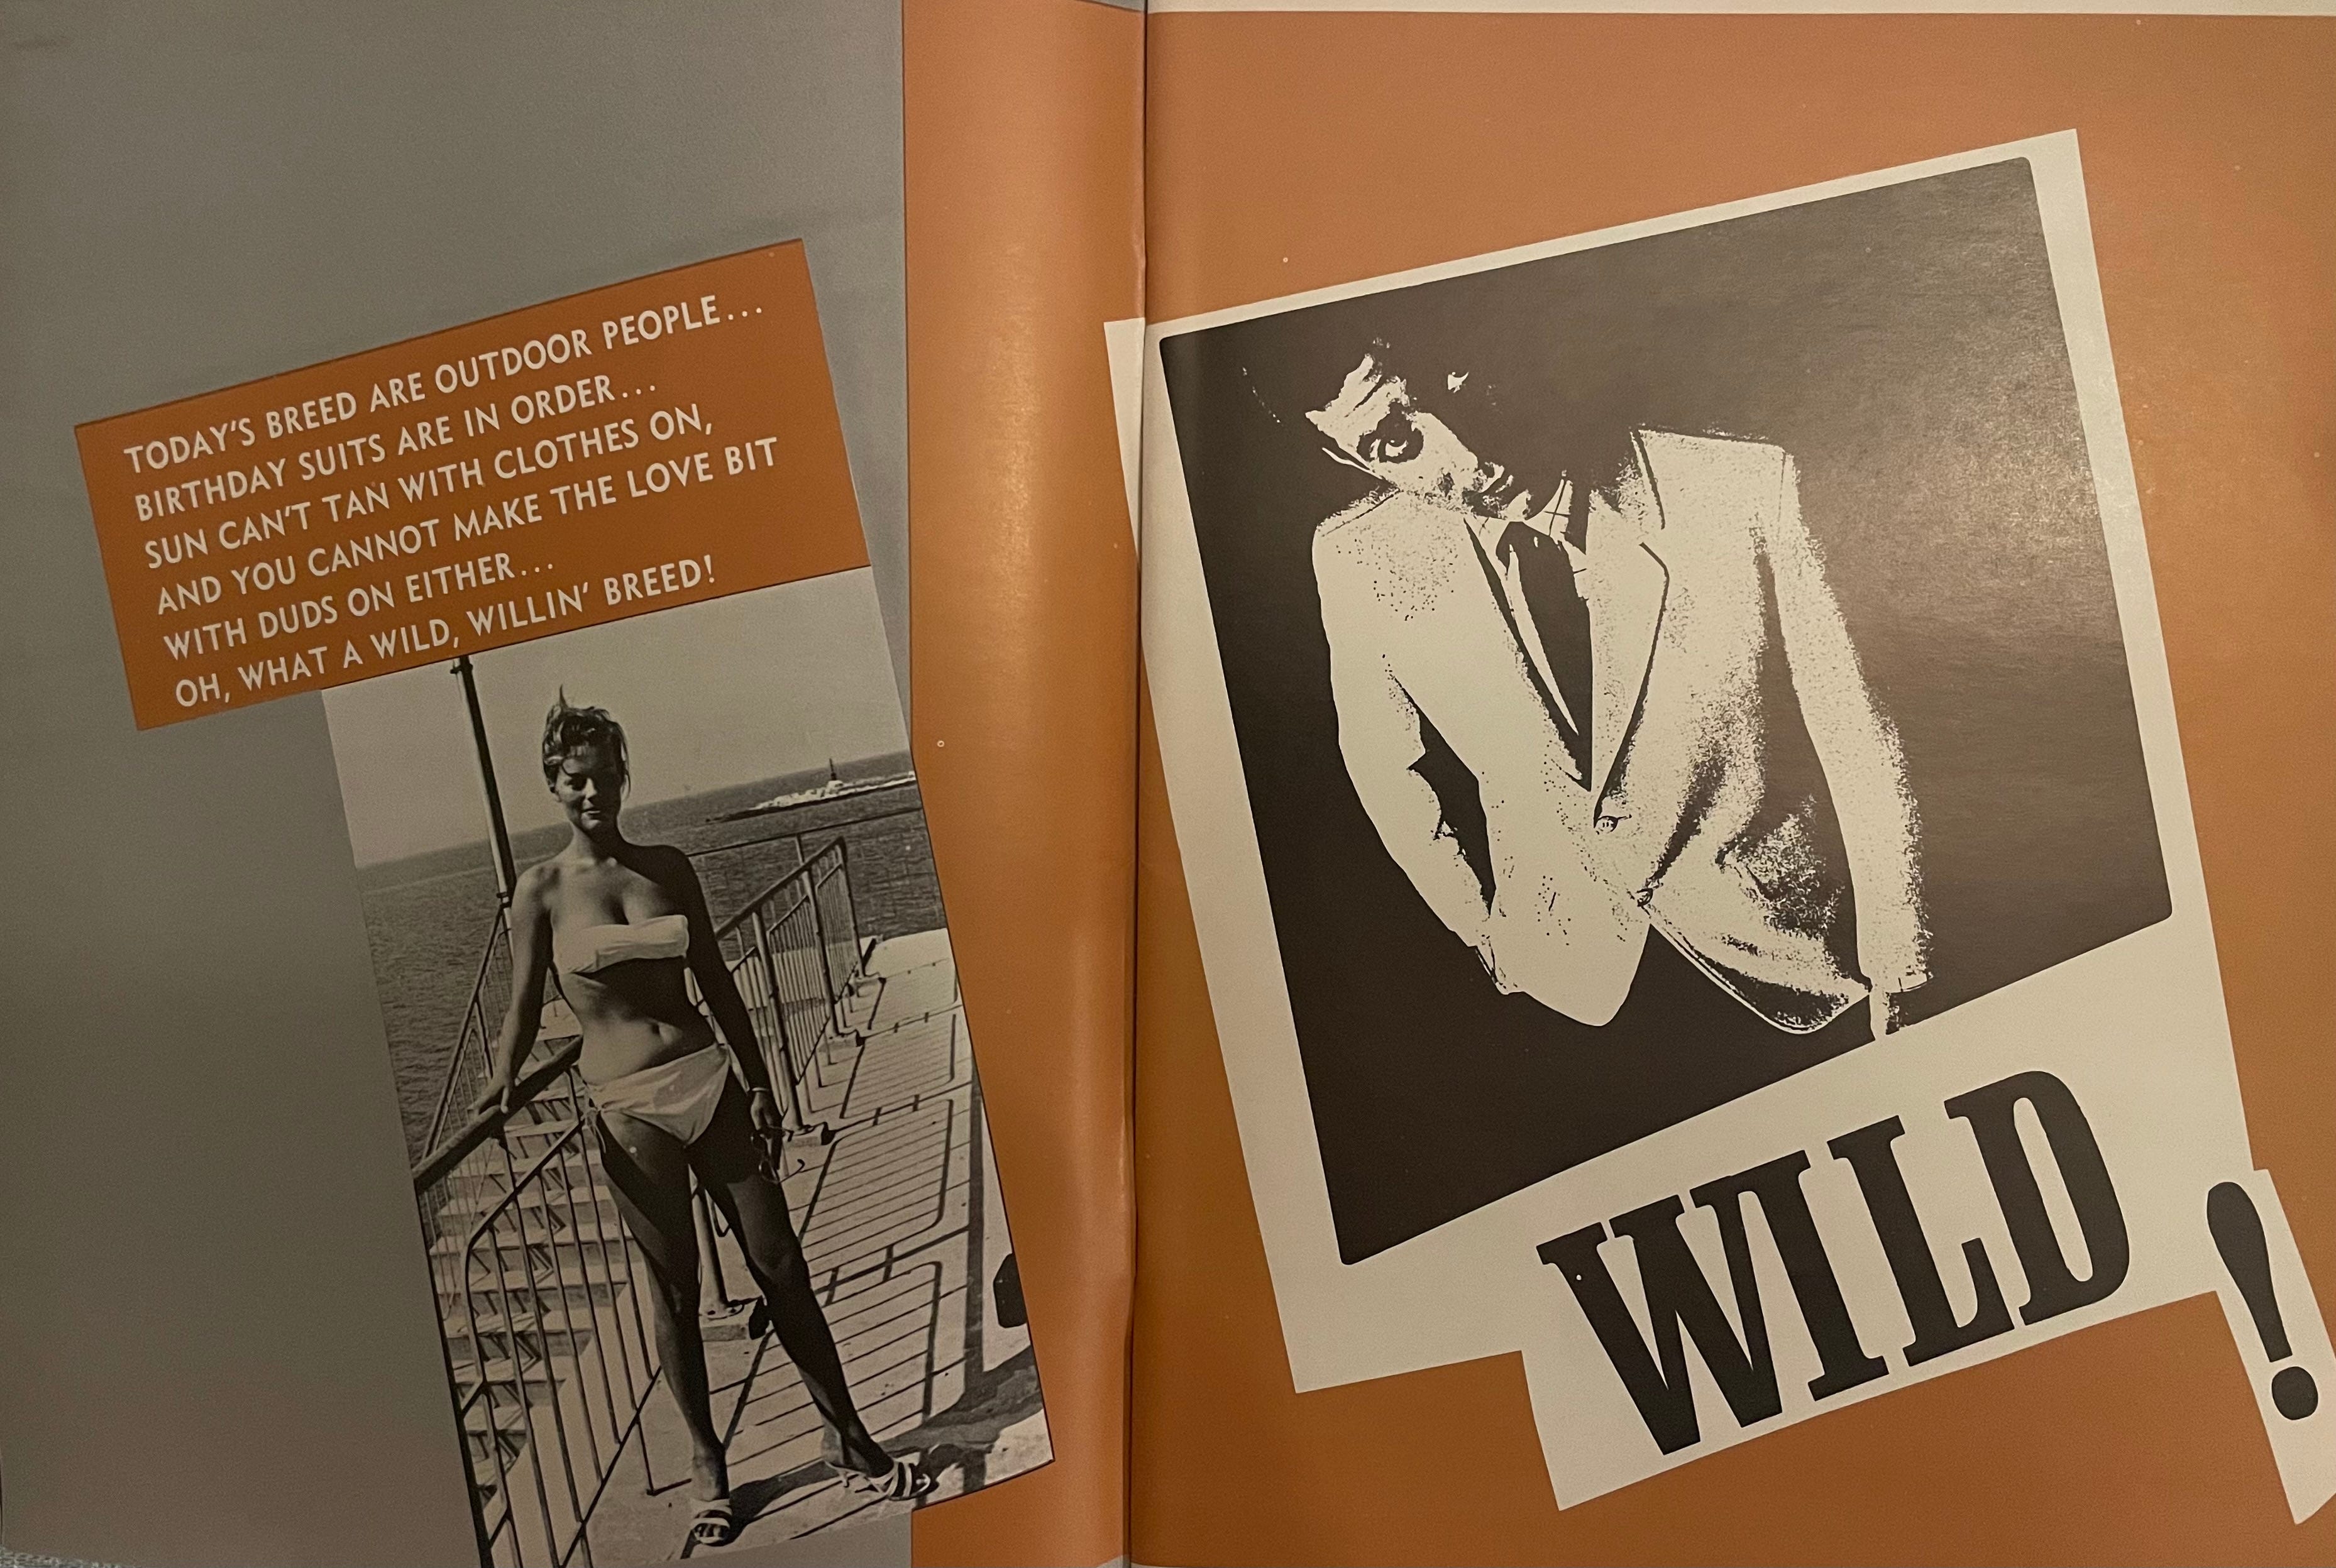 TODAY'S BREED ARE OUTDOOR PEOPLE...
BIRTHDAY SUITS ARE IN ORDER...
SUN CAN'T TAN WITH CLOTHES ON,
AND YOU CANNOT MAKE THE LOVE BIT
WITH DUDS ON EITHER...
OH, WHAT A WILD, WILLIN' BREED!
WILD!